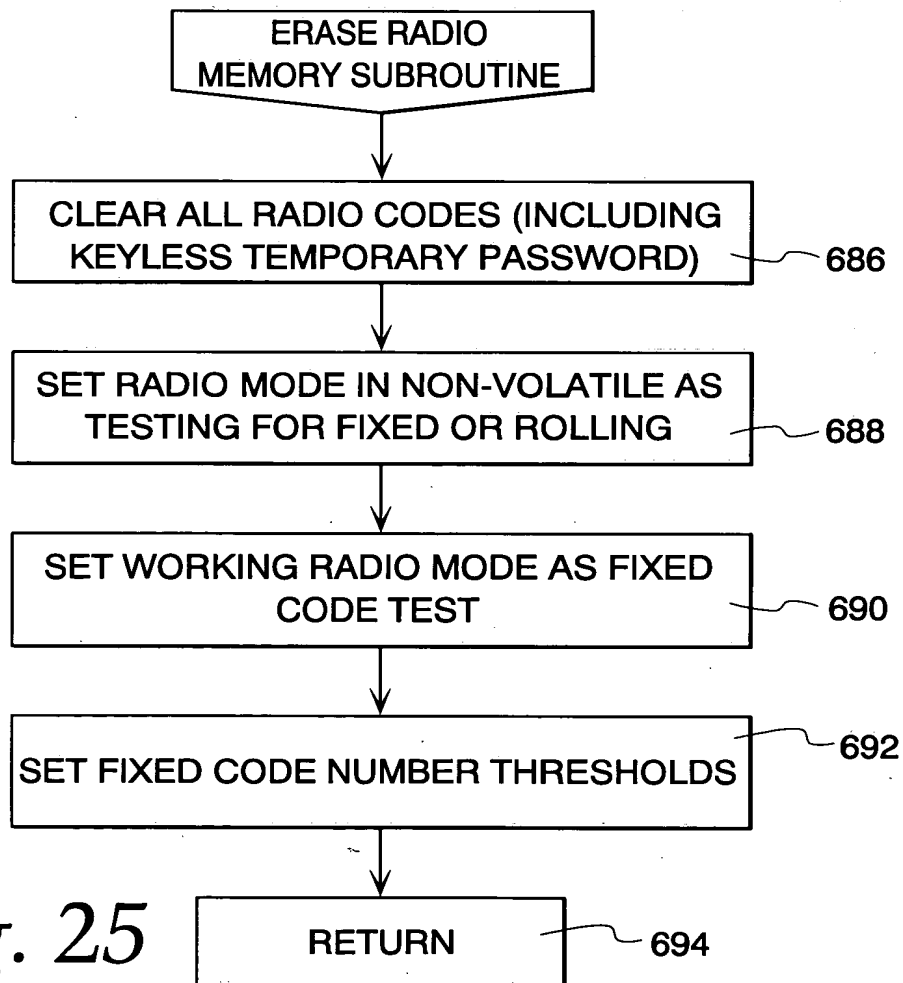 ERASE RADIO
MEMORY SUBROUTINE
CLEAR ALL RADIO CODES (INCLUDING
KEYLESS TEMPORARY PASSWORD)
686
SET RADIO MODE IN NON-VOLATILE AS
TESTING FOR FIXED OR ROLLING
688
SET WORKING RADIO MODE AS FIXED
CODE TEST
690
SET FIXED CODE NUMBER THRESHOLDS
692
RETURN
694
25